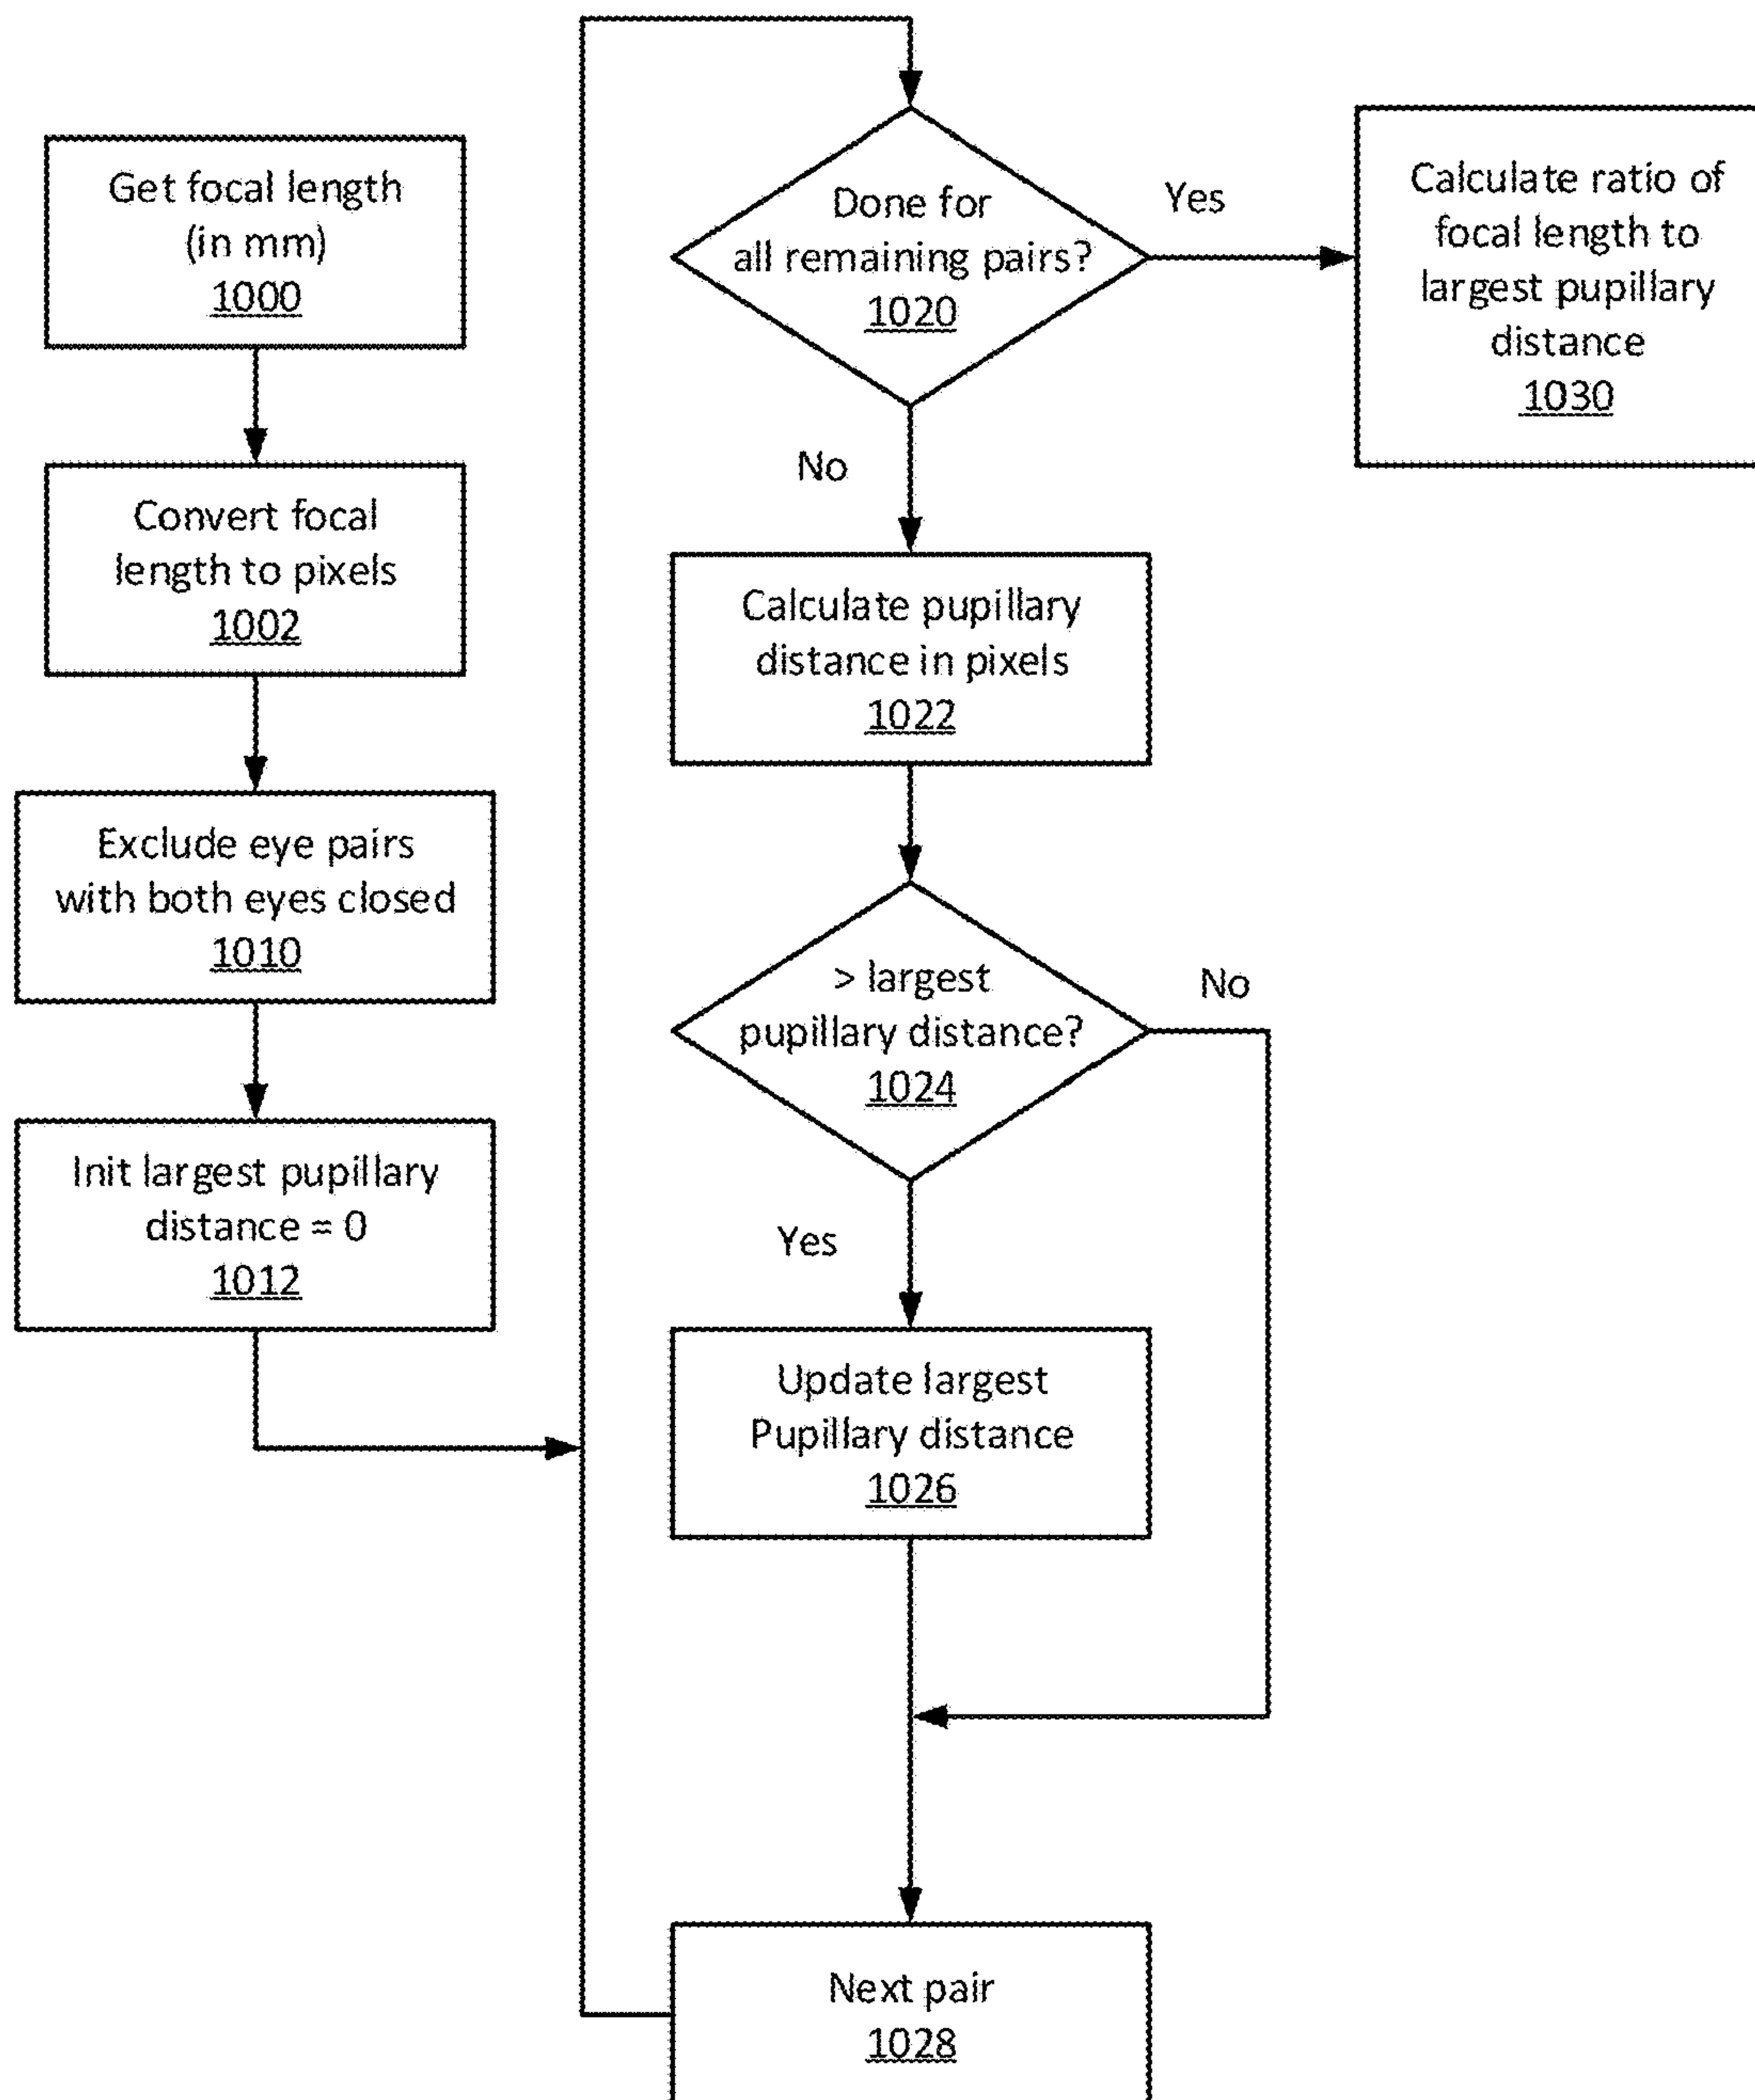 Get focal length
(in mm)
1000
Convert focal
length to pixels
1002
Exclude eye pairs
with both eyes closed
1010
Init largest pupillary
distance = 0
1012
Done for
all remaining pairs?
1020
Yes
No
Calculate pupillary
distance in pixels
1022
> largest
pupillary distance?
1024
No
Yes
Update largest
Pupillary distance
1026
Next pair
1028
Calculate ratio of
focal length to
largest pupillary
distance
1030